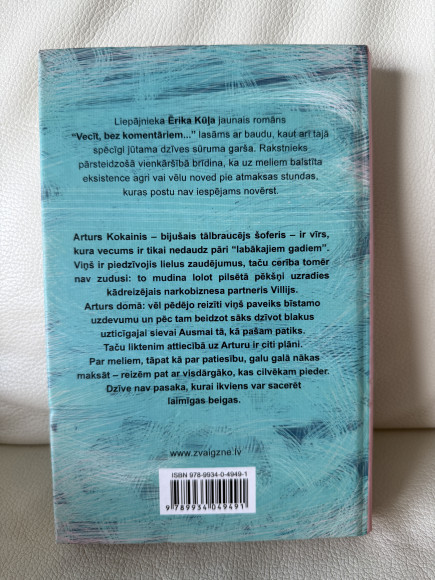 Liepājnieka Ērika Kūļa jaunais romāns
"Vecīt, bez komentāriem..." lasāms ar baudu, kaut arī tajā
spēcīgi jūtama dzīves sūruma garša. Rakstnieks
pārsteidzošā vienkāršībā brīdina, ka uz meliem balstīta
eksistence agri vai vēlu noved pie atmaksas stundas,
kuras postu nav iespējams novērst.
Arturs Kokainis – bijušais tālbraucējs šoferis – ir vīrs,
kura vecums ir tikai nedaudz pāri "labākajiem gadiem".
Viņš ir piedzīvojis lielus zaudējumus, taču cerība tomēr
nav zudusi: to mudina lolot pilsētā pēkšņi uzradies
kādreizējais narkobiznesa partneris Villijs.
Arturs domā: vēl pēdējo reizīti viņš paveiks bīstamo
uzdevumu un pēc tam beidzot sāks dzīvot blakus
uzticīgajai sievai Ausmai tā, kā pašam patiks.
Taču liktenim attiecībā uz Arturu ir citi plāni.
Par meliem, tāpat kā par patiesību, galu galā nākas
maksāt – reizēm pat ar visdārgāko, kas cilvēkam pieder.
Dzīve nav pasaka, kurai ikviens var sacerēt
laimīgas beigas.
www.zvaigzne.lv
ISBN 978-9934-0-4949-1
9 789934 049491